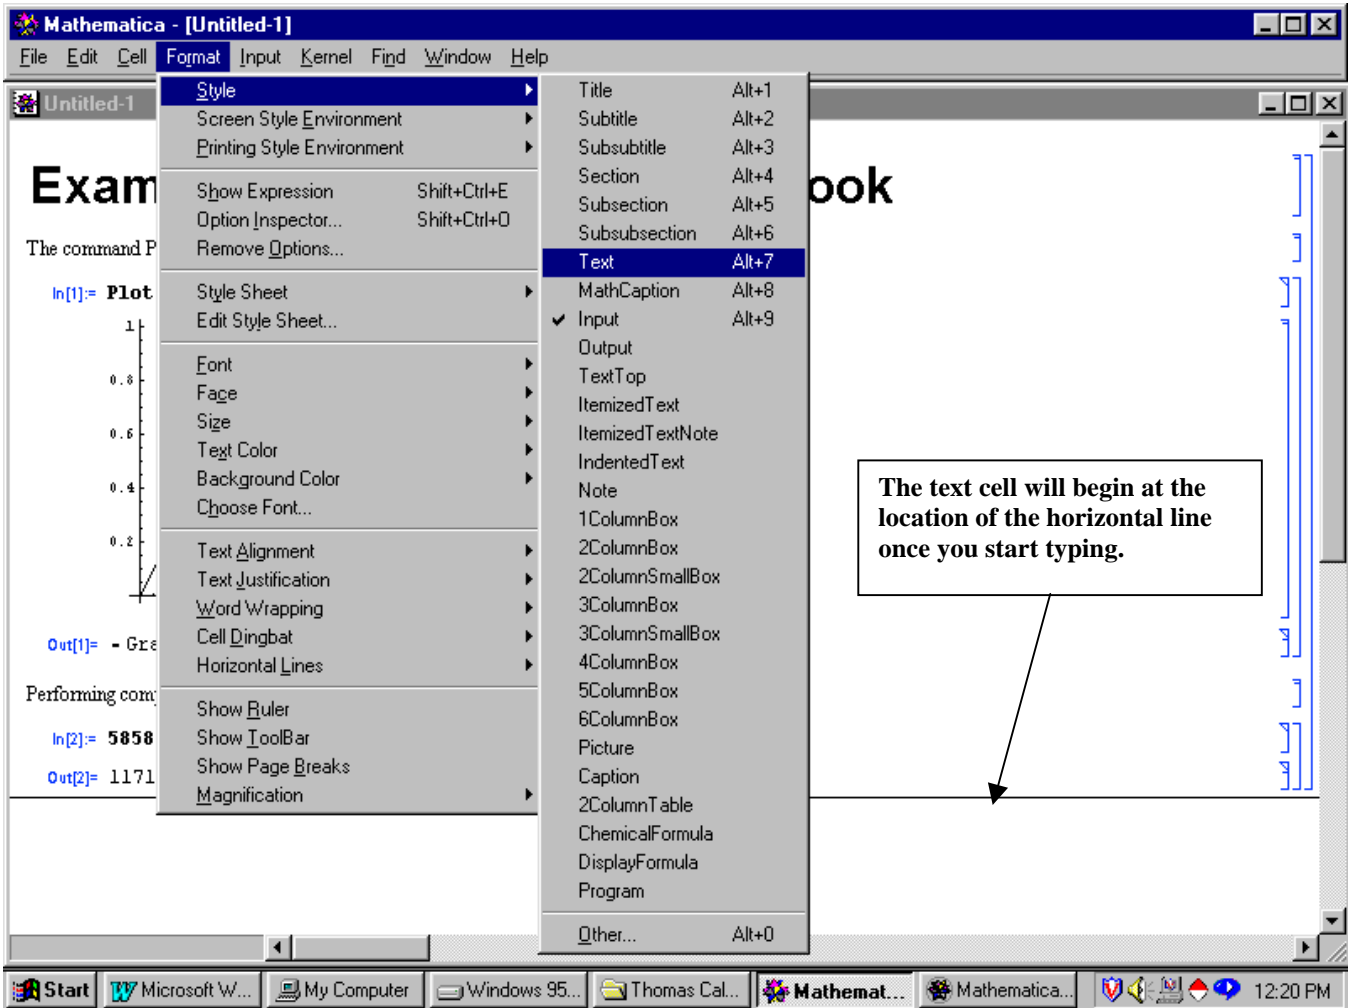 Mathematica - [Untitled-1]
File Edit Cell Format Input Kernel Find Window Help
Untitled-1
Style
Screen Style Environment
Printing Style Environment
Show Expression Shift+Ctrl+E
Option Inspector... Shift+Ctrl+O
Remove Options...
Style Sheet
Edit Style Sheet...
Font
Face
Size
Text Color
Background Color
Choose Font...
Text Alignment
Text Justification
Word Wrapping
Cell Dingbat
Horizontal Lines
Show Ruler
Show ToolBar
Show Page Breaks
Magnification
Title Alt+1
Subtitle Alt+2
Subsubtitle Alt+3
Section Alt+4
Subsection Alt+5
Subsubsection Alt+6
Text Alt+7
MathCaption Alt+8
Input Alt+9
Output
TextTop
ItemizedText
ItemizedTextNote
IndentedText
Note
1ColumnBox
2ColumnBox
2ColumnSmallBox
3ColumnBox
3ColumnSmallBox
4ColumnBox
5ColumnBox
6ColumnBox
Picture
Caption
2ColumnTable
ChemicalFormula
DisplayFormula
Program
Other... Alt+0
Exam ook
The command P
In[1]:= Plot
1
0.8
0.6
0.4
0.2
Out[1]= - Gra
Performing com
In[2]:= 5858
Out[2]= 1171
The text cell will begin at the
location of the horizontal line
once you start typing.
Start Microsoft W... My Computer Windows 95... Thomas Cal... Mathemat... Mathematica... 12:20 PM